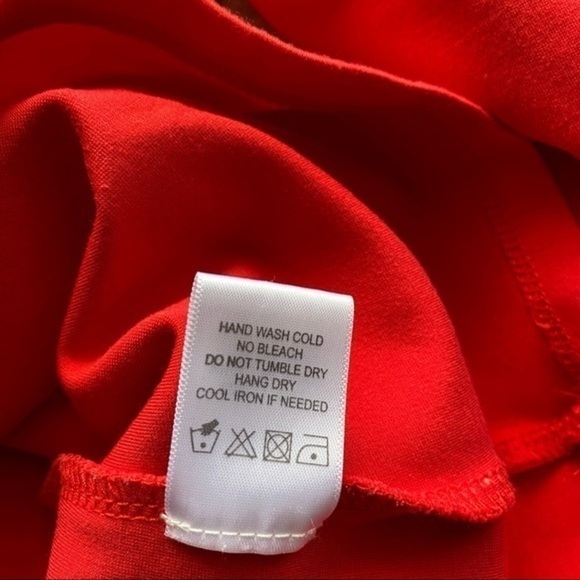 HAND WASH COLD
NO BLEACH
DO NOT TUMBLE DRY
HANG DRY
COOL IRON IF NEEDED